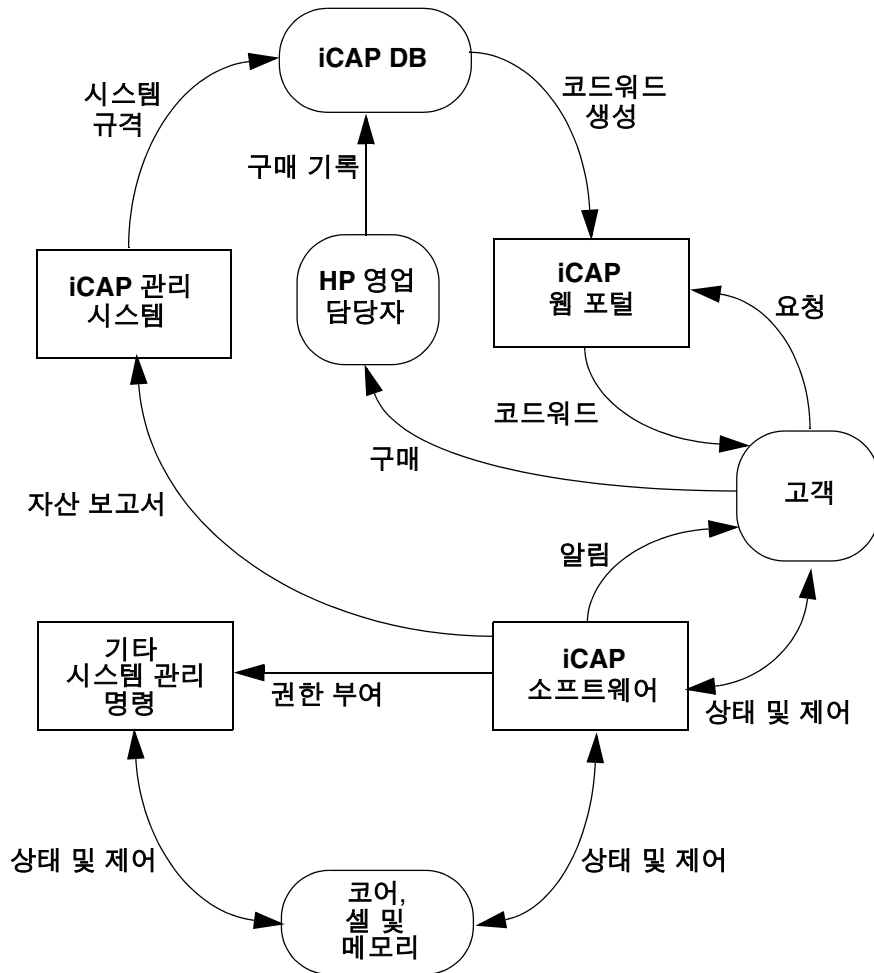 iCAP DB
시스템
규격
코드워드
생성
구매 기록
iCAP 관리
시스템
HP 영업
담당자
iCAP
웹 포털
요청
코드워드
구매
고객
자산 보고서
알림
기타
시스템 관리
명령
권한 부여
iCAP
소프트웨어
상태 및 제어
상태 및 제어
상태 및 제어
코어,
셀 및
메모리